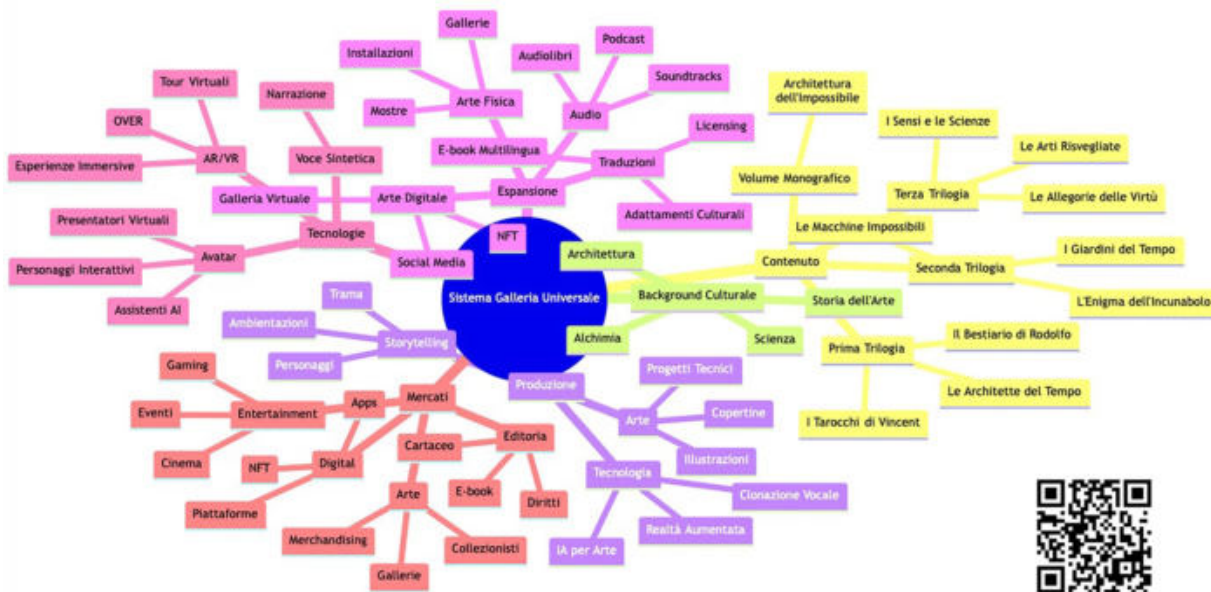 Gallerie
Podcast
Installazioni
Audiolibri
Tour Virtuali
Narrazione
Arte Fisica
Soundtracks
Architettura
dell'Impossibile
Mostre
Audio
OVER
I Sensi e le Scienze
Licensing
AR/VR
Voce Sintetica
E-book Multilingua
Traduzioni
Le Arti Risvegliate
Esperienze Immersive
Volume Monografico
Galleria Virtuale
Arte Digitale
Espansione
Terza Trilogia
Le Allegorie delle Virtù
Adattamenti Culturali
Presentatori Virtuali
Tecnologie
NFT
Le Macchine Impossibili
Avatar
Social Media
Architettura
Contenuto
I Giardini del Tempo
Personaggi Interattivi
Seconda Trilogia
Trama
Sistema Galleria Universale
Background Culturale
Storia dell'Arte
L'Enigma dell'Incunabolo
Assistenti AI
Ambientazioni
Storytelling
Alchimia
Scienza
Il Bestiario di Rodolfo
Prima Trilogia
Personaggi
Gaming
Produzione
Progetti Tecnici
Le Architette del Tempo
Apps
Mercati
Eventi
Entertainment
Arte
Copertine
I Tarocchi di Vincent
Editoria
Cartaceo
Cinema
NFT
Digital
Illustrazioni
Tecnologia
Arte
E-book
Diritti
Clonazione Vocale
Piattaforme
Realtà Aumentata
Merchandising
Collezionisti
IA per Arte
Gallerie